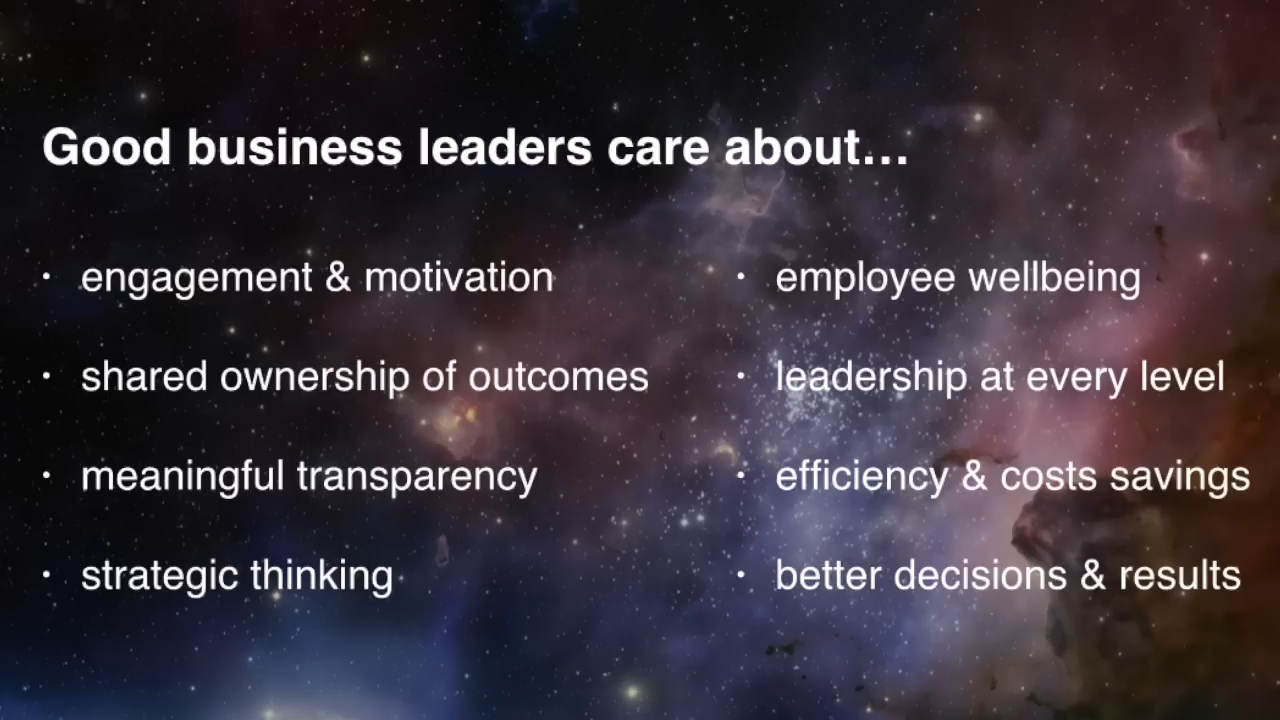 Good business leaders care about…
• engagement & motivation
• shared ownership of outcomes
• meaningful transparency
• strategic thinking
• employee wellbeing
• leadership at every level
• efficiency & costs savings
• better decisions & results